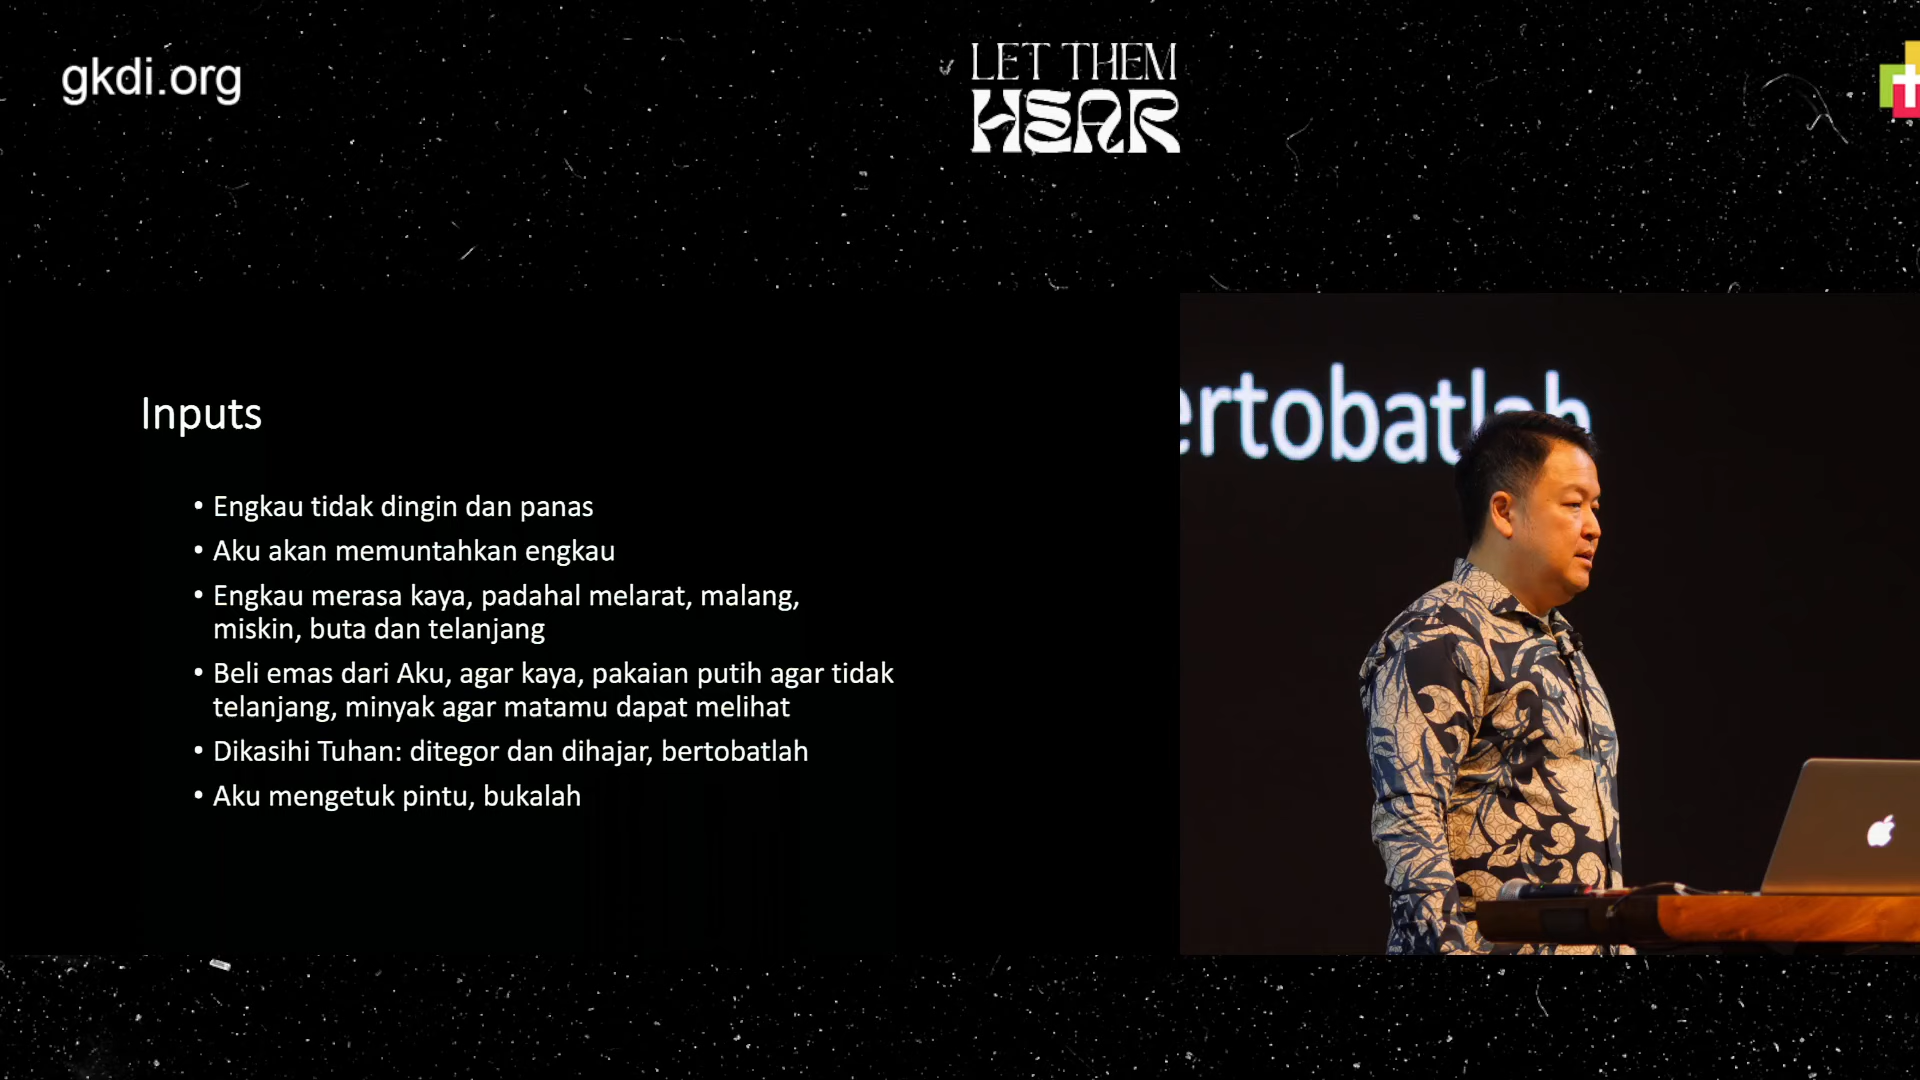 gkdi.org
LET THEM
HEAR
Inputs
• Engkau tidak dingin dan panas
• Aku akan memuntahkan engkau
• Engkau merasa kaya, padahal melarat, malang,
miskin, buta dan telanjang
• Beli emas dari Aku, agar kaya, pakaian putih agar tidak
telanjang, minyak agar matamu dapat melihat
• Dikasihi Tuhan: ditegor dan dihajar, bertobatlah
• Aku mengetuk pintu, bukalah
ertobatlah